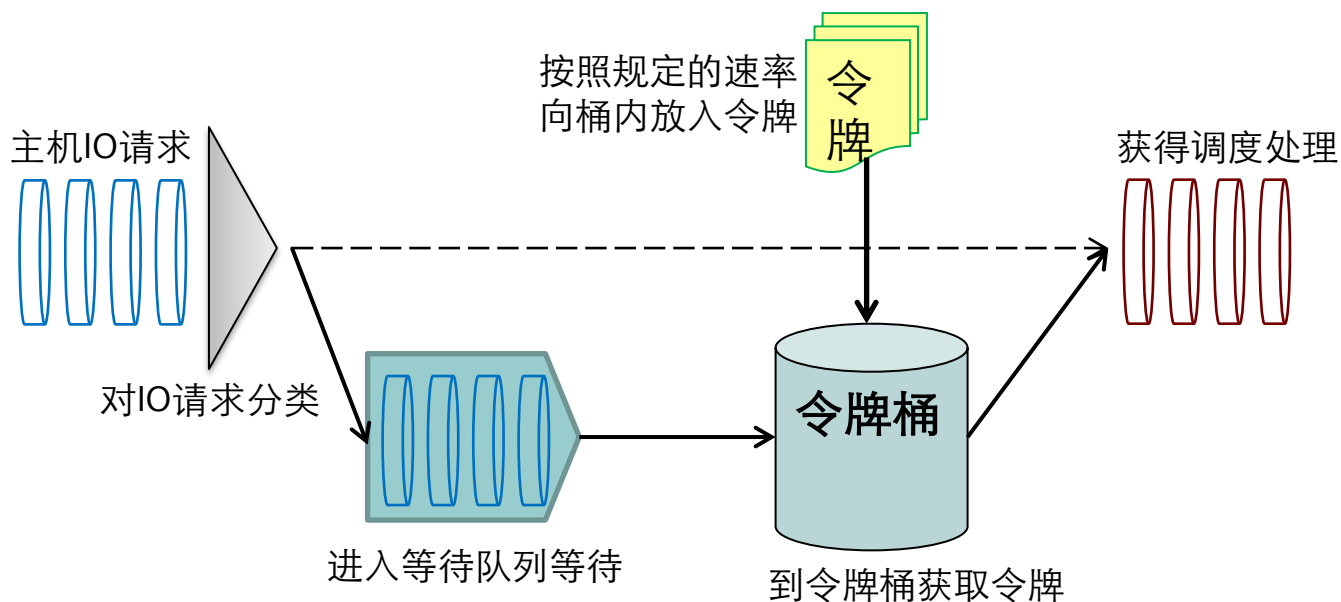 按照规定的速率
向桶内放入令牌
令
牌
主机IO请求
获得调度处理
对IO请求分类
令牌桶
进入等待队列等待
到令牌桶获取令牌